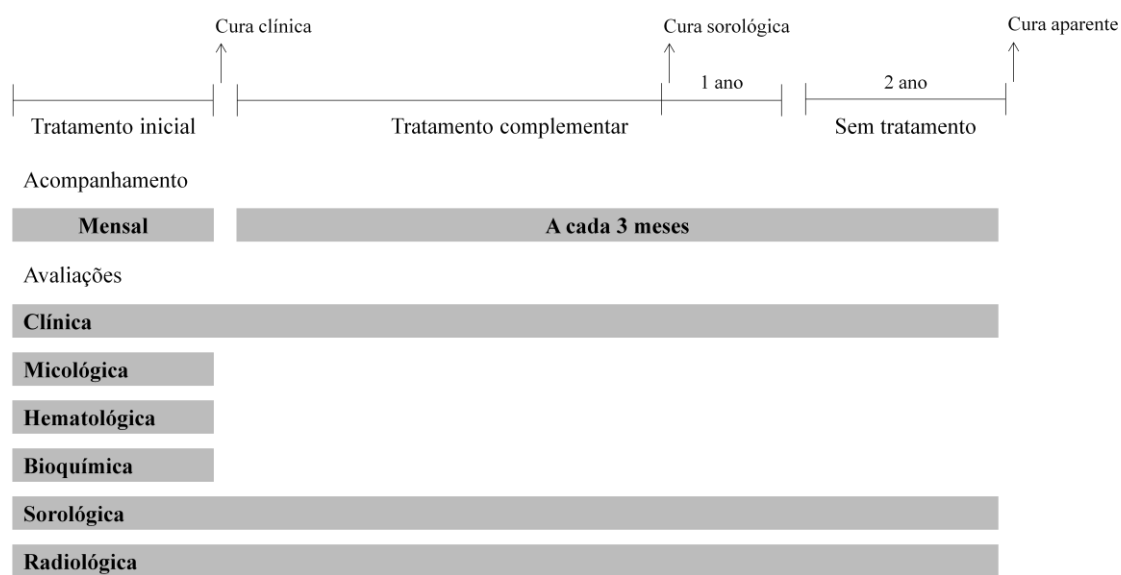 Cura clínica
Cura sorológica
Cura aparente
1 ano
2 ano
Tratamento inicial
Tratamento complementar
Sem tratamento
Acompanhamento
Mensal
A cada 3 meses
Avaliações
Clínica
Micológica
Hematológica
Bioquímica
Sorológica
Radiológica